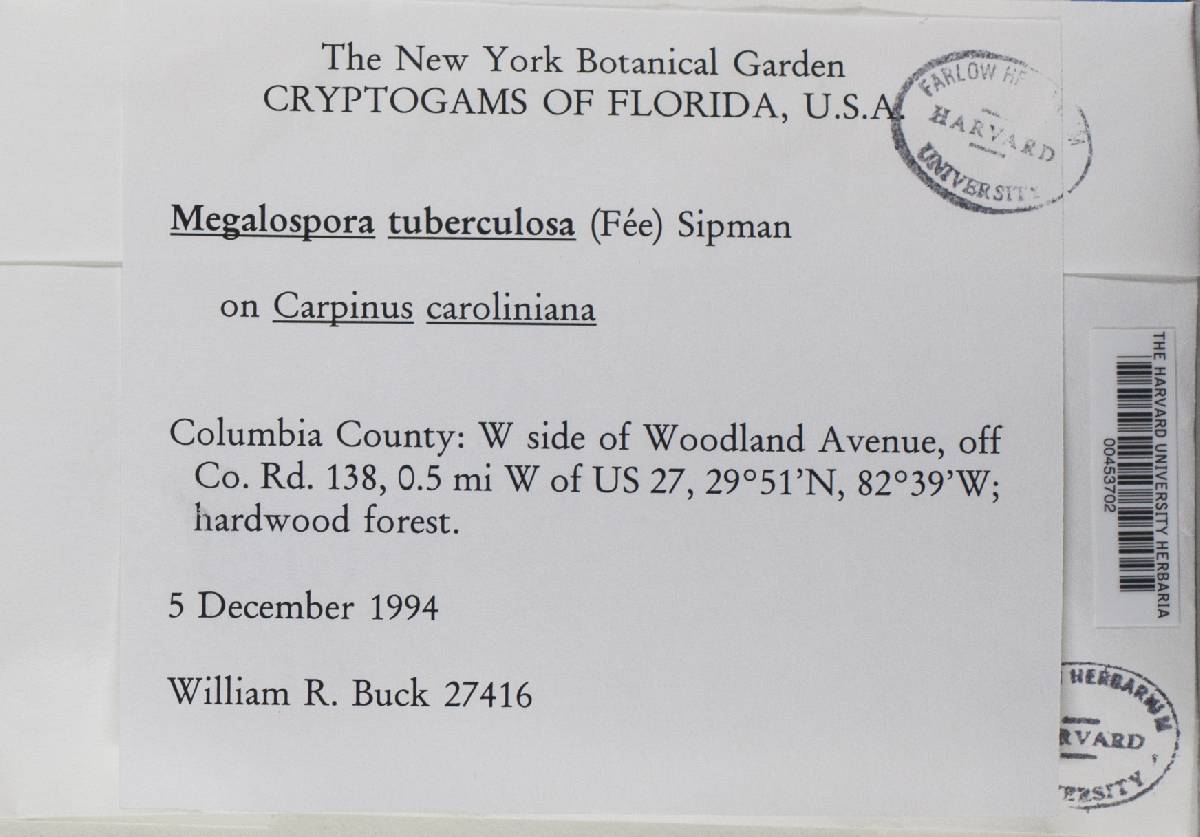 The New York Botanical Garden
CRYPTOGAMS OF FLORIDA, U.S.A.
FARLOW
HARVARD
UNIVERSITY
Megalospora tuberculosa (Fée) Sipman
on Carpinus caroliniana
Columbia County: W side of Woodland Avenue, off
Co. Rd. 138, 0.5 mi W of US 27, 29°51'N, 82°39'W;
hardwood forest.
5 December 1994
William R. Buck 27416
THE HARVARD UNIVERSITY HERBARIA
00453702
HERBARIUM
RVARD
ERSITY